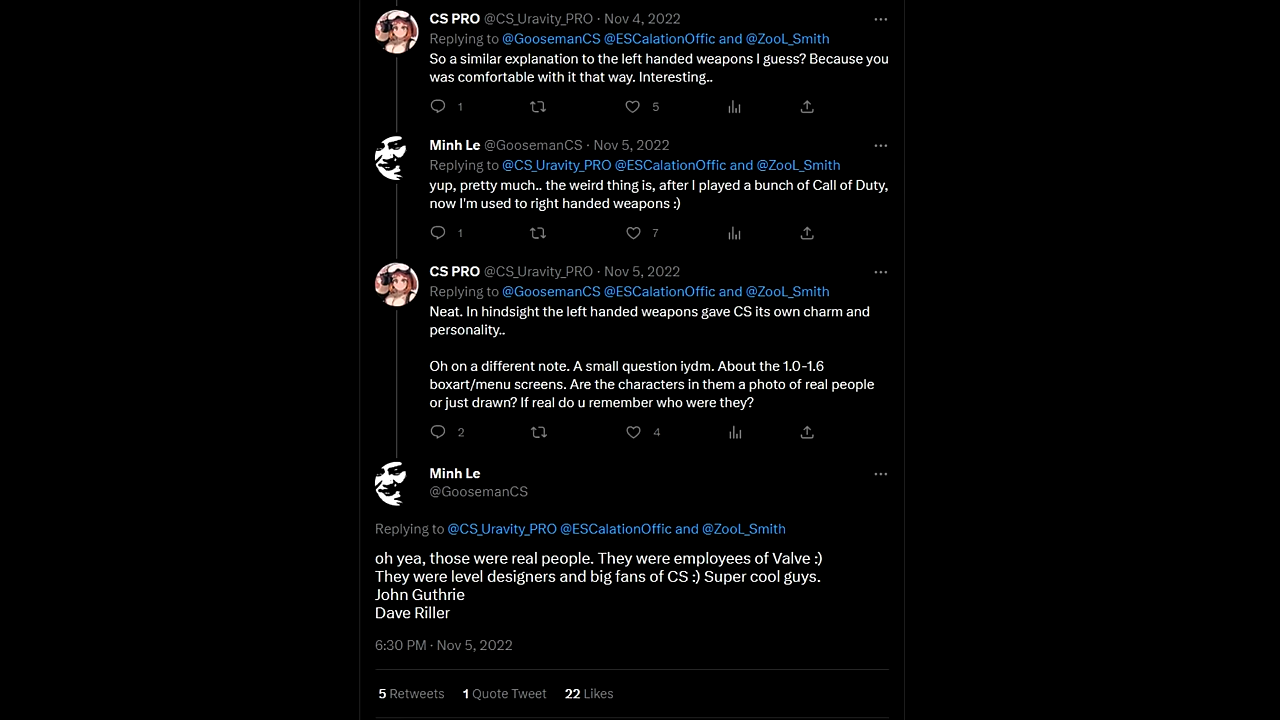 CS PRO @CS_Uravity_PRO · Nov 4, 2022
Replying to @GoosemanCS @ESCalationOffic and @ZooL_Smith
So a similar explanation to the left handed weapons I guess? Because you
was comfortable with it that way. Interesting..
1 5
Minh Le @GoosemanCS · Nov 5, 2022
Replying to @CS_Uravity_PRO @ESCalationOffic and @ZooL_Smith
yup, pretty much.. the weird thing is, after I played a bunch of Call of Duty,
now I'm used to right handed weapons :)
1 7
CS PRO @CS_Uravity_PRO · Nov 5, 2022
Replying to @GoosemanCS @ESCalationOffic and @ZooL_Smith
Neat. In hindsight the left handed weapons gave CS its own charm and
personality..
Oh on a different note. A small question iydm. About the 1.0-1.6
boxart/menu screens. Are the characters in them a photo of real people
or just drawn? If real do u remember who were they?
2 4
Minh Le
@GoosemanCS
Replying to @CS_Uravity_PRO @ESCalationOffic and @ZooL_Smith
oh yea, those were real people. They were employees of Valve :)
They were level designers and big fans of CS :) Super cool guys.
John Guthrie
Dave Riller
6:30 PM · Nov 5, 2022
5 Retweets 1 Quote Tweet 22 Likes